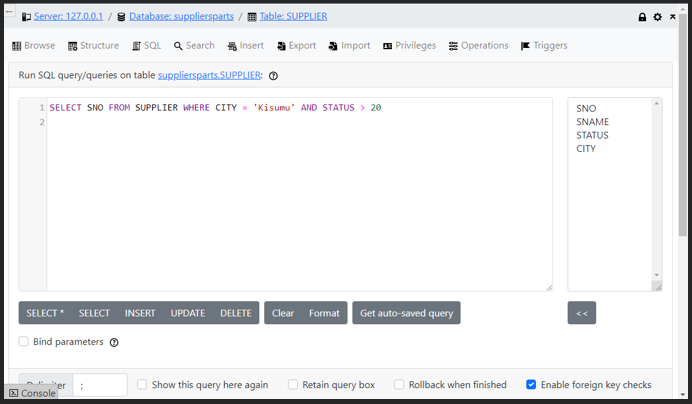 Server: 127.0.0.1 / Database: suppliersparts / Table: SUPPLIER
Browse Structure SQL Search Insert Export Import Privileges Operations Triggers
Run SQL query/queries on table suppliersparts.SUPPLIER:
1 SELECT SNO FROM SUPPLIER WHERE CITY = 'Kisumu' AND STATUS > 20
2
SNO
SNAME
STATUS
CITY
SELECT * SELECT INSERT UPDATE DELETE Clear Format Get auto-saved query <<
Bind parameters
Delimiter ; Show this query here again Retain query box Rollback when finished Enable foreign key checks
Console